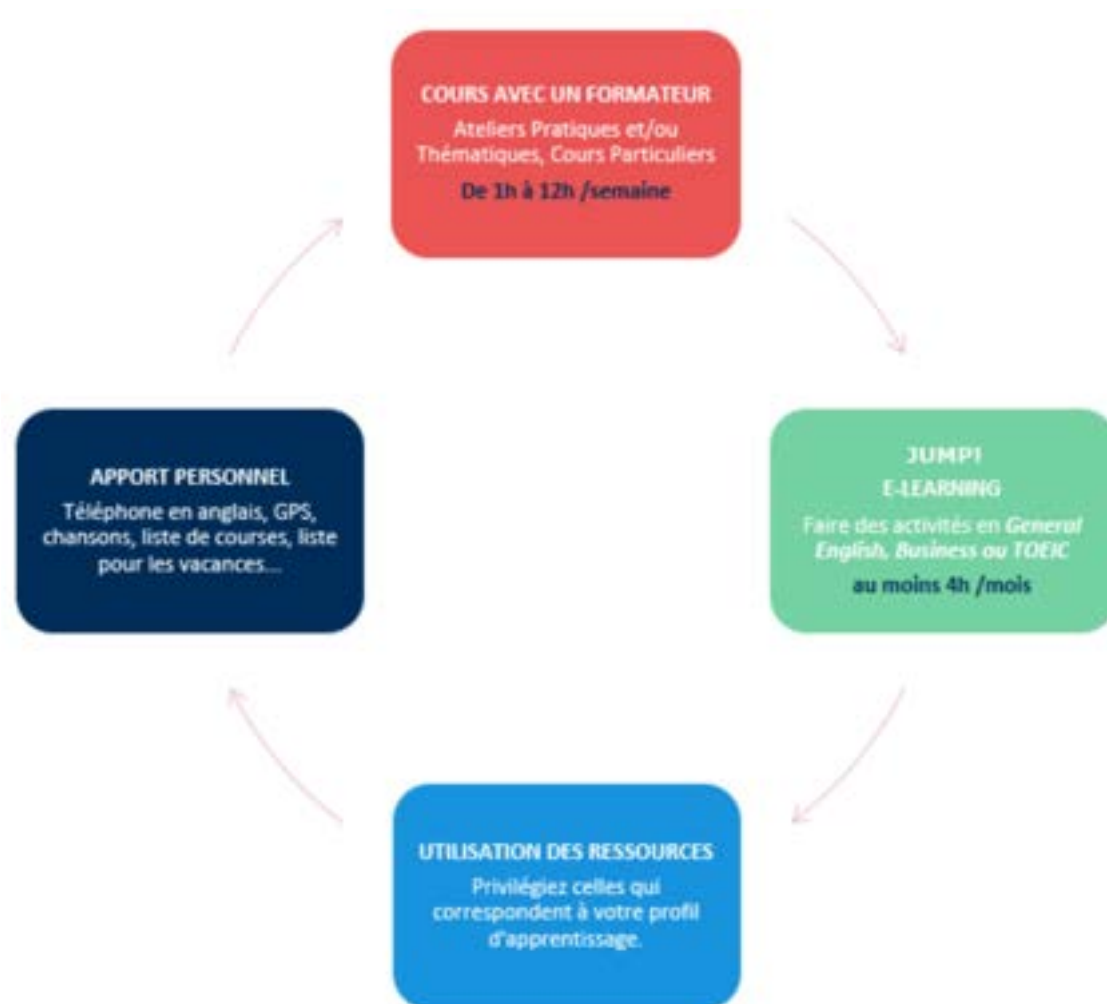 COURS AVEC UN FORMATEUR
Ateliers Pratiques et/ou
Thématiques, Cours Particuliers
De 1h à 12h /semaine
JUMP!
E-LEARNING
Faire des activités en General
English, Business ou TOEIC
au moins 4h /mois
UTILISATION DES RESSOURCES
Privilégiez celles qui
correspondent à votre profil
d'apprentissage.
APPORT PERSONNEL
Téléphone en anglais, GPS,
chansons, liste de courses, liste
pour les vacances...